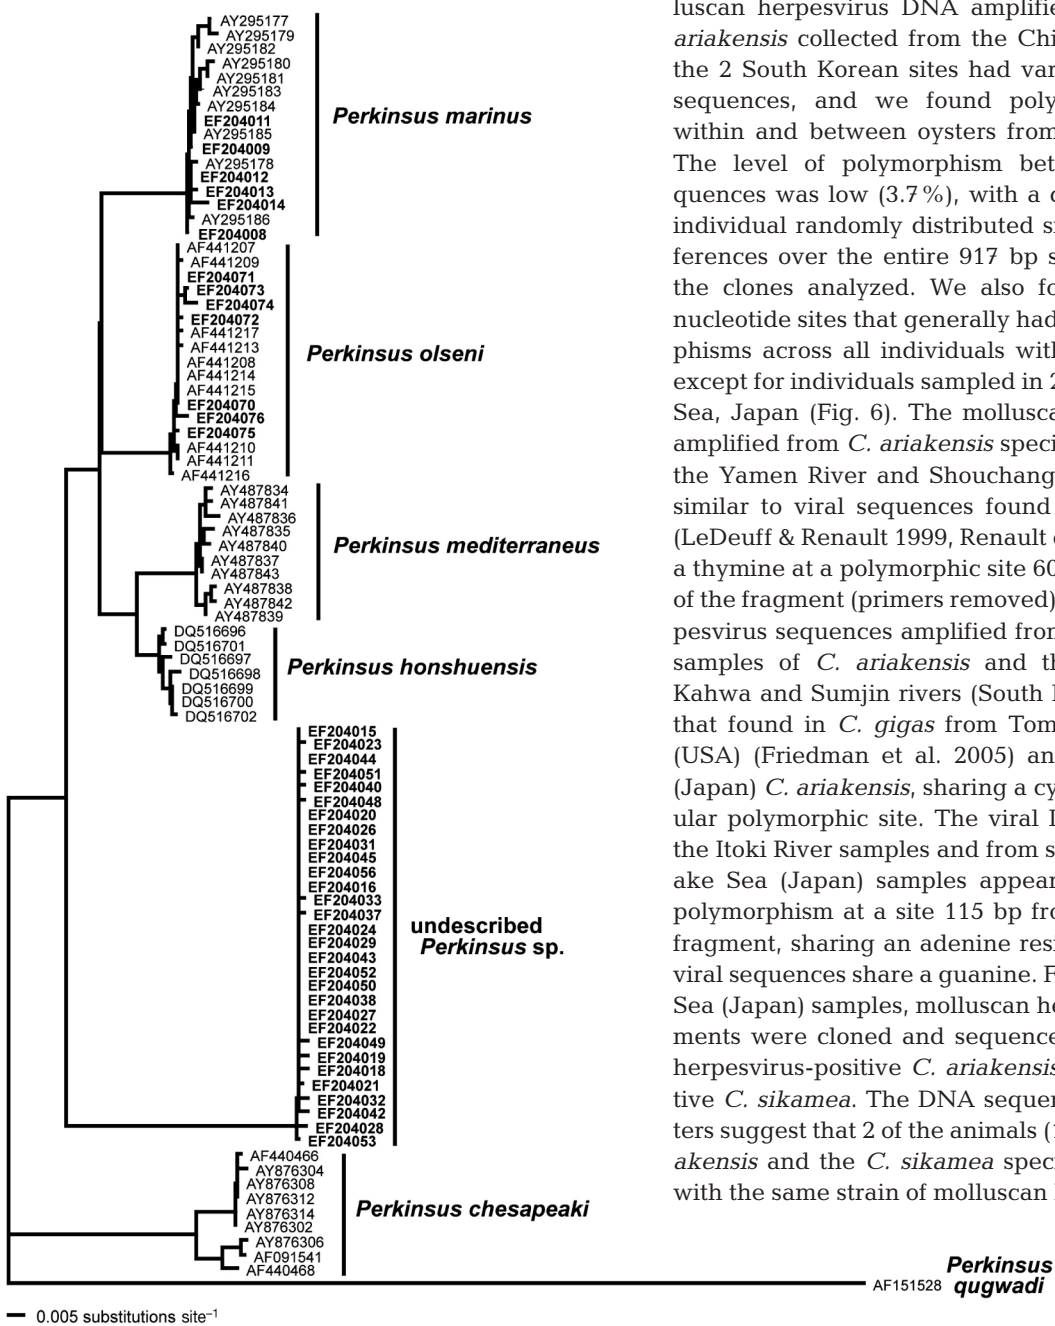 AY295177
AY295179
AY295182
AY295180
AY295181
AY295183
AY295184
EF204011
AY295185
EF204009
AY295178
EF204012
EF204013
EF204014
AY295186
EF204008
Perkinsus marinus
AF441207
AF441209
EF204071
EF204073
EF204074
EF204072
AF441217
AF441213
AF441208
AF441214
AF441215
EF204070
EF204076
EF204075
AF441210
AF441211
AF441216
Perkinsus olseni
AY487834
AY487841
AY487836
AY487835
AY487840
AY487837
AY487843
AY487838
AY487842
AY487839
Perkinsus mediterraneus
DQ516696
DQ516701
DQ516697
DQ516698
DQ516699
DQ516700
DQ516702
Perkinsus honshuensis
EF204015
EF204023
EF204044
EF204051
EF204040
EF204048
EF204020
EF204026
EF204031
EF204045
EF204056
EF204016
EF204033
EF204037
EF204024
EF204029
EF204043
EF204052
EF204050
EF204038
EF204027
EF204022
EF204049
EF204019
EF204018
EF204021
EF204032
EF204042
EF204028
EF204053
undescribed
Perkinsus sp.
AF440466
AY876304
AY876308
AY876312
AY876314
AY876302
AY876306
AF091541
AF440468
Perkinsus chesapeaki
AF151528
Perkinsus
qugwadi
0.005 substitutions site⁻¹
luscan herpesvirus DNA amplifie
ariakensis collected from the Chi
the 2 South Korean sites had var
sequences, and we found poly
within and between oysters from
The level of polymorphism bet
quences was low (3.7%), with a
individual randomly distributed
ferences over the entire 917 bp s
the clones analyzed. We also fo
nucleotide sites that generally had
phisms across all individuals wit
except for individuals sampled in 2
Sea, Japan (Fig. 6). The mollusca
amplified from C. ariakensis speci
the Yamen River and Shouchang
similar to viral sequences found
(LeDeuff & Renault 1999, Renault
a thymine at a polymorphic site 60
of the fragment (primers removed)
pesvirus sequences amplified from
samples of C. ariakensis and th
Kahwa and Sumjin rivers (South
that found in C. gigas from Tom
(USA) (Friedman et al. 2005) an
(Japan) C. ariakensis, sharing a cy
ular polymorphic site. The viral
the Itoki River samples and from s
ake Sea (Japan) samples appear
polymorphism at a site 115 bp fro
fragment, sharing an adenine resi
viral sequences share a guanine. F
Sea (Japan) samples, molluscan he
ments were cloned and sequence
herpesvirus-positive C. ariakensis
tive C. sikamea. The DNA sequen
ters suggest that 2 of the animals (
akensis and the C. sikamea speci
with the same strain of molluscan